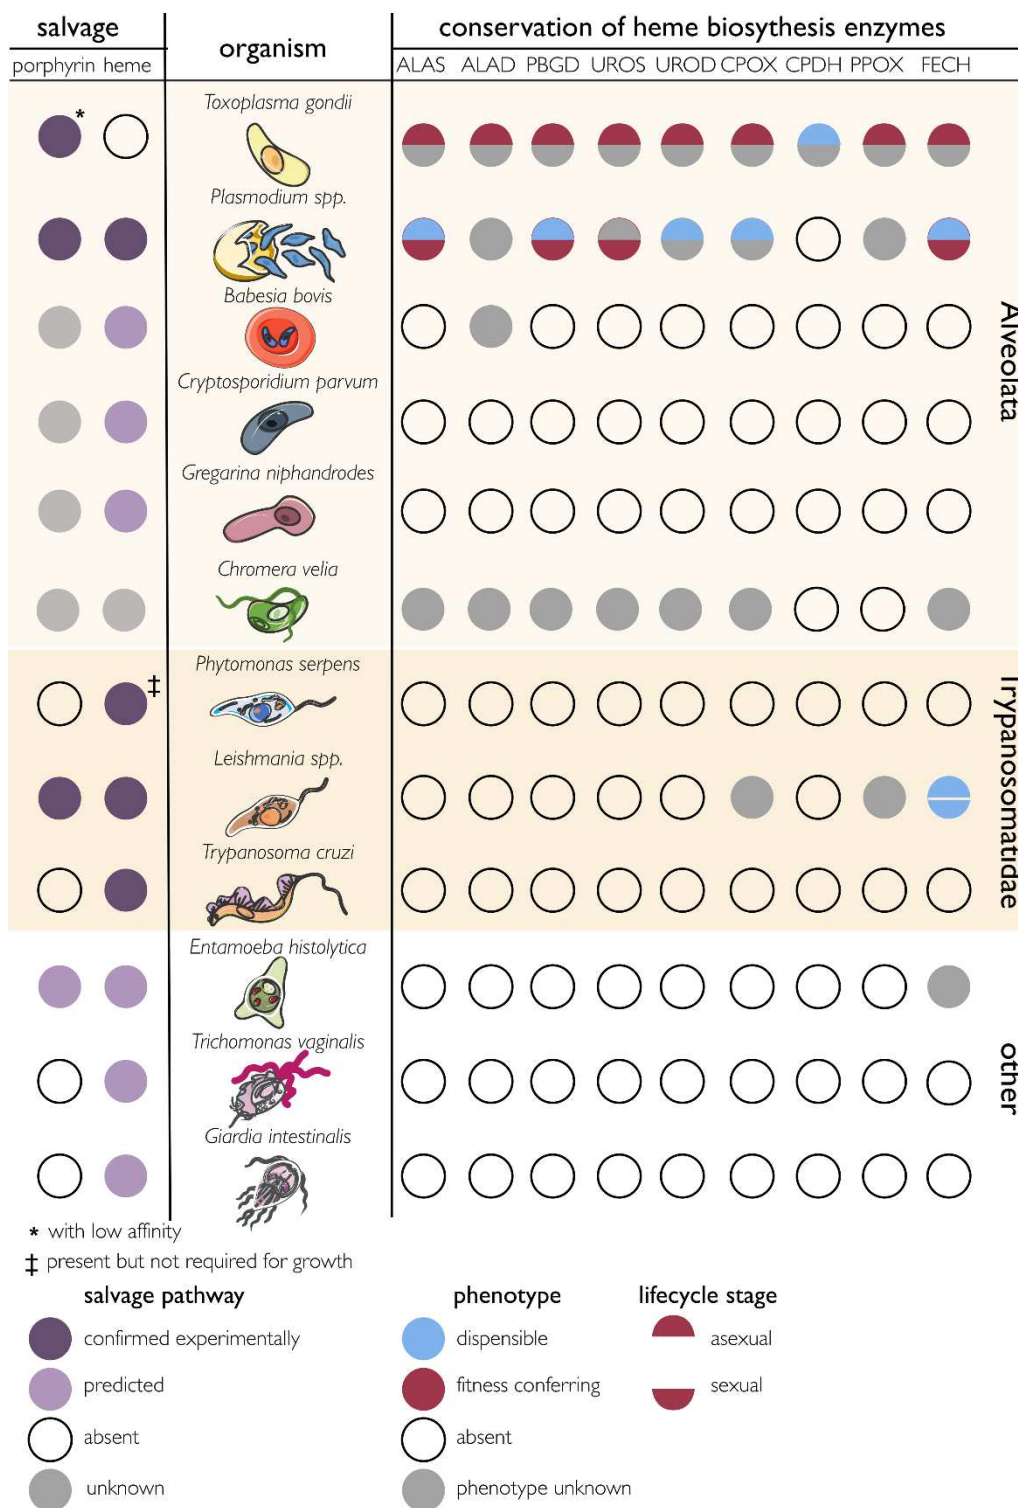 salvage
organism
conservation of heme biosythesis enzymes
porphyrin heme
ALAS ALAD PBGD UROS UROD CPOX CPDH PPOX FECH
Toxoplasma gondii
*
Plasmodium spp.
Babesia bovis
Cryptosporidium parvum
Gregarina niphandrodes
Chromera velia
Alveolata
Phytomonas serpens
‡
Leishmania spp.
Trypanosoma cruzi
Trypanosomatidae
Entamoeba histolytica
Trichomonas vaginalis
Giardia intestinalis
other
* with low affinity
‡ present but not required for growth
salvage pathway
confirmed experimentally
predicted
absent
unknown
phenotype
dispensible
fitness conferring
absent
phenotype unknown
lifecycle stage
asexual
sexual